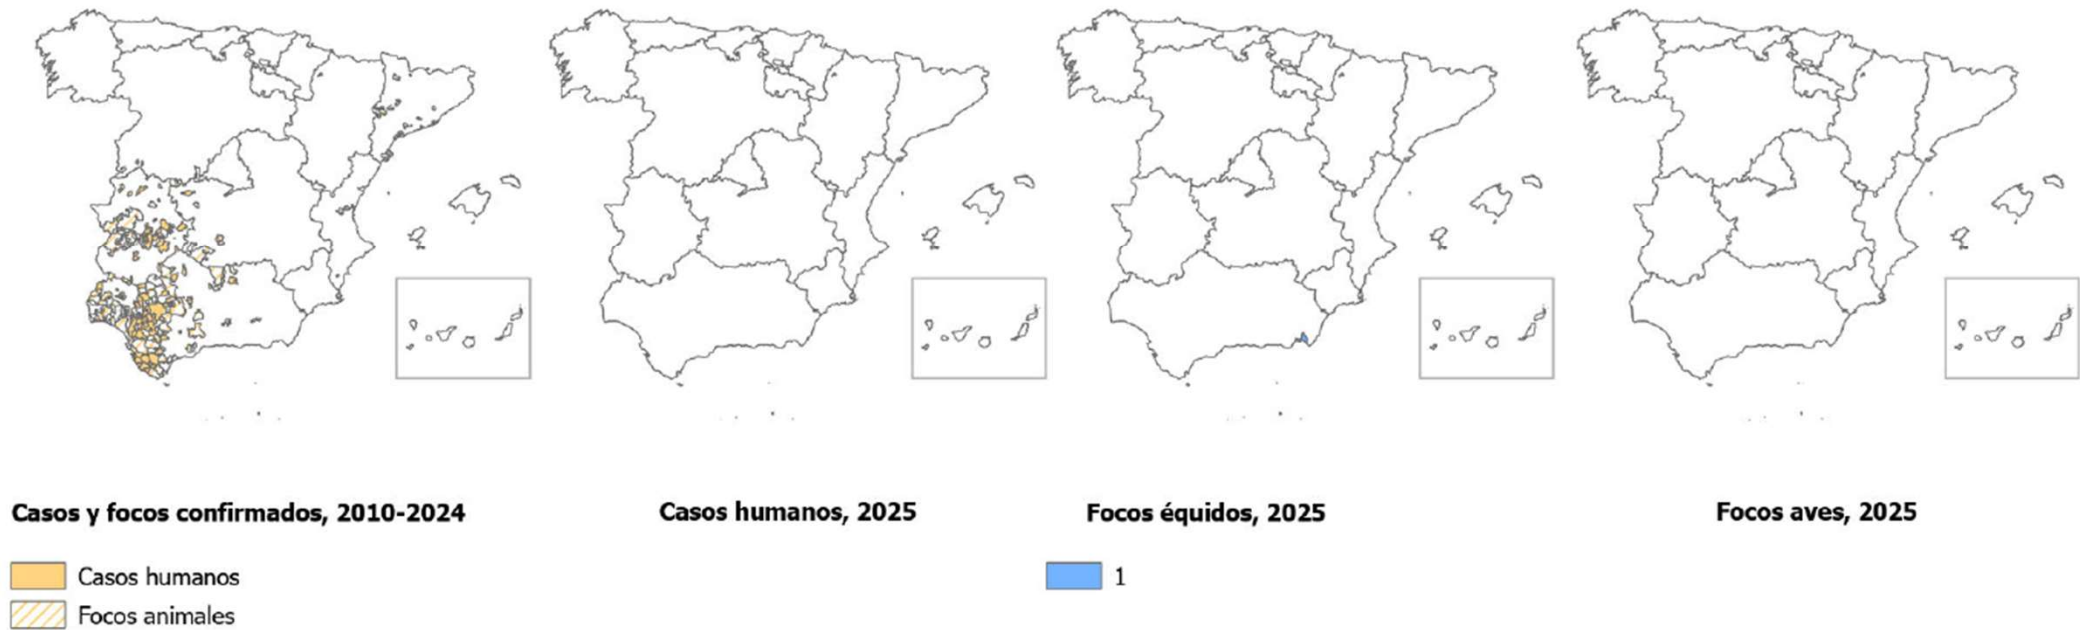 Casos y focos confirmados, 2010-2024
Casos humanos, 2025
Focos équidos, 2025
Focos aves, 2025
Casos humanos
1
Focos animales